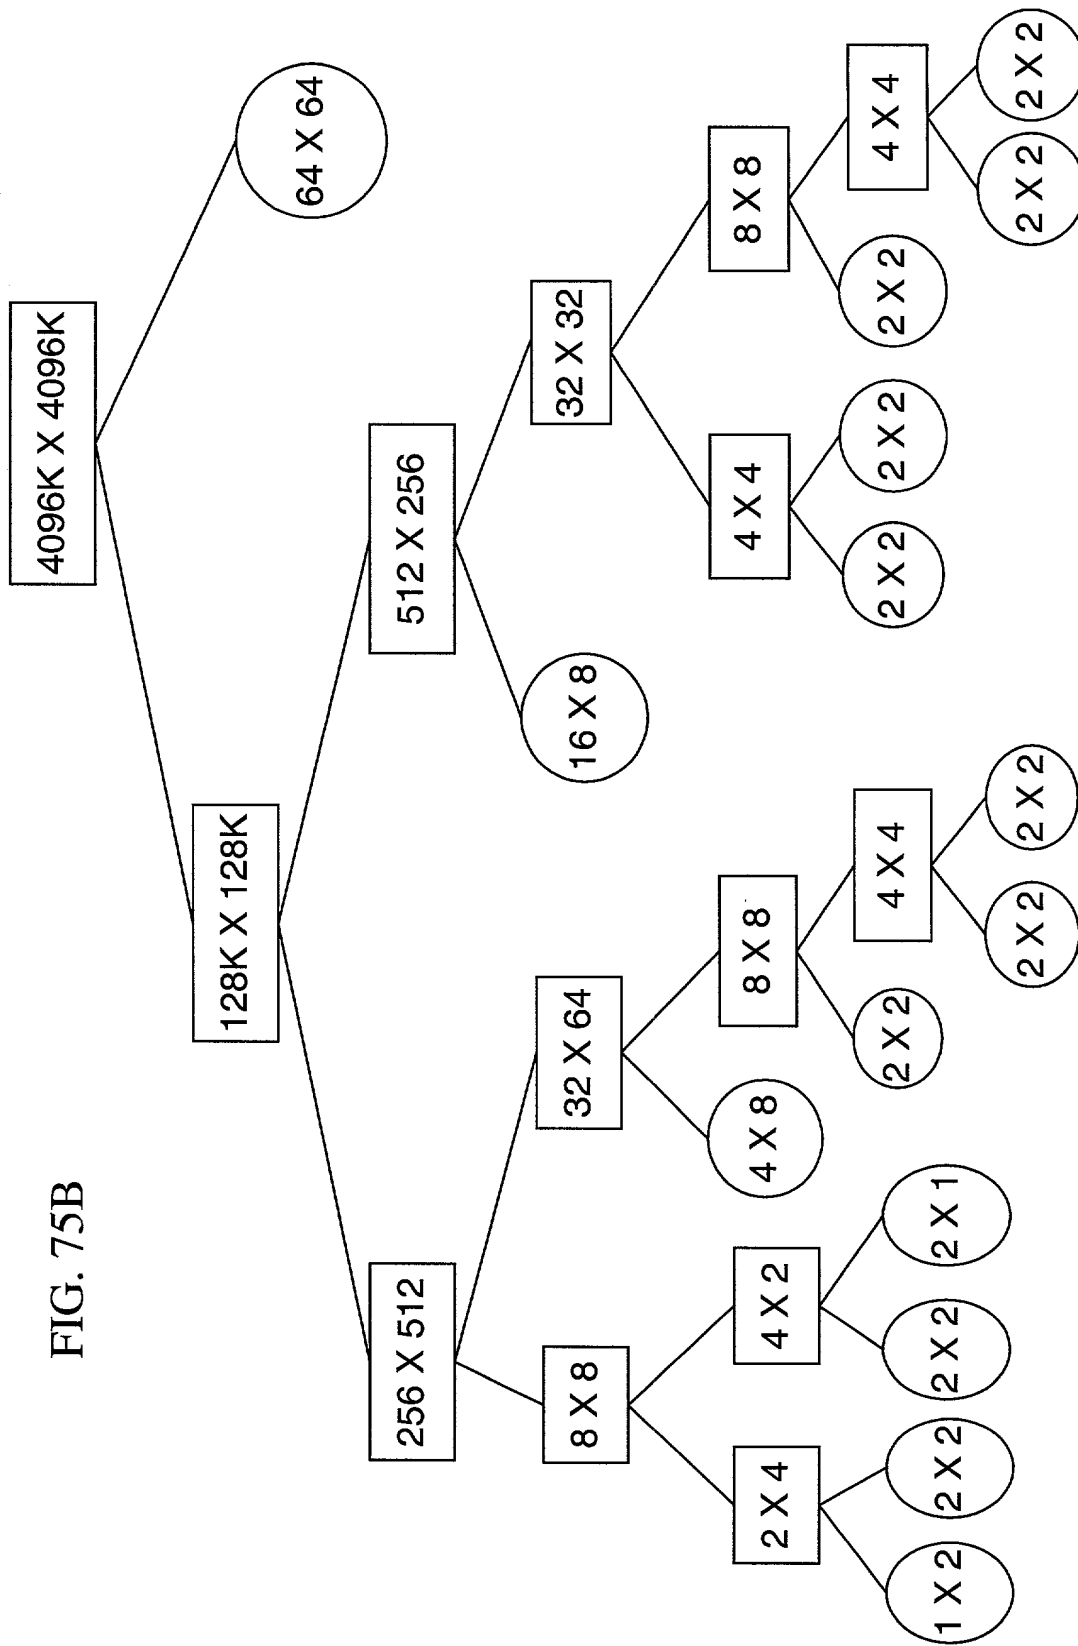 FIG. 75B
4096K X 4096K
128K X 128K
64 X 64
256 X 512
512 X 256
8 X 8
32 X 64
16 X 8
32 X 32
2 X 4
4 X 2
4 X 8
8 X 8
4 X 4
8 X 8
1 X 2
2 X 2
2 X 2
2 X 1
2 X 2
4 X 4
2 X 2
2 X 2
2 X 2
4 X 4
2 X 2
2 X 2
2 X 2
2 X 2